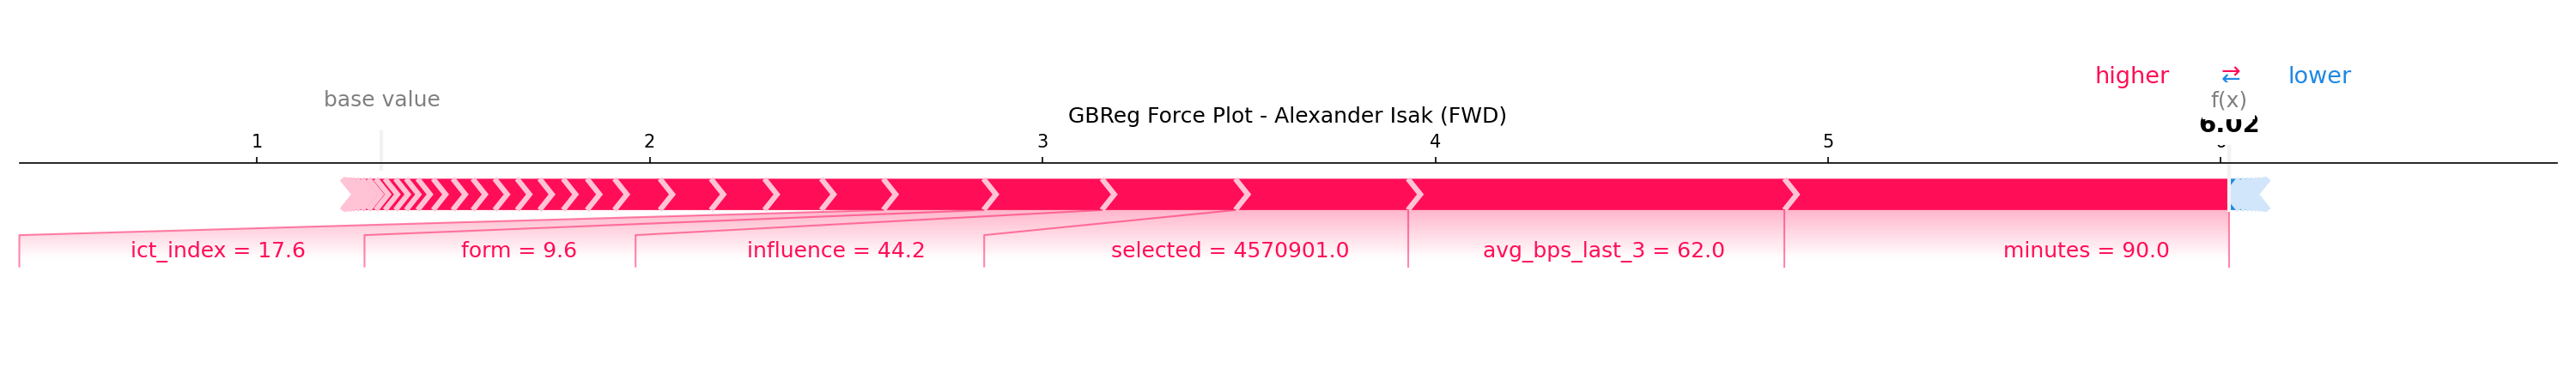 higher ⇄ lower
base value
f(x)
GBReg Force Plot - Alexander Isak (FWD)
6.02
1 2 3 4 5 6
ict_index = 17.6 form = 9.6 influence = 44.2 selected = 4570901.0 avg_bps_last_3 = 62.0 minutes = 90.0